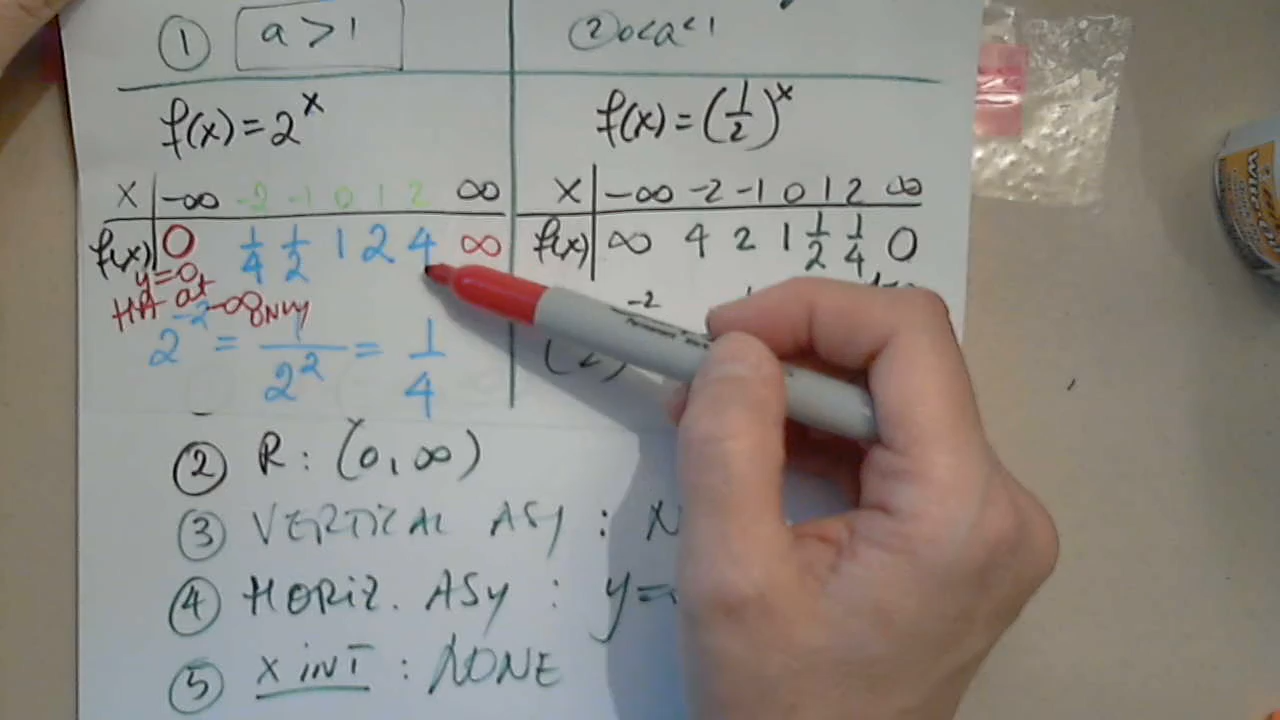 ① a > 1
② 0<a<1
f(x) = 2^x
f(x) = (1/2)^x
x | -∞ -2 -1 0 1 2 ∞
f(x) | 0 1/4 1/2 1 2 4 ∞
x | -∞ -2 -1 0 1 2 ∞
f(x) | ∞ 4 2 1 1/2 1/4 0
y=0
HA at -∞ only
2^-2 = 1/2^2 = 1/4
② R : (0, ∞)
③ VERTICAL ASY :
④ HORIZ. ASY : y=
⑤ X INT : NONE